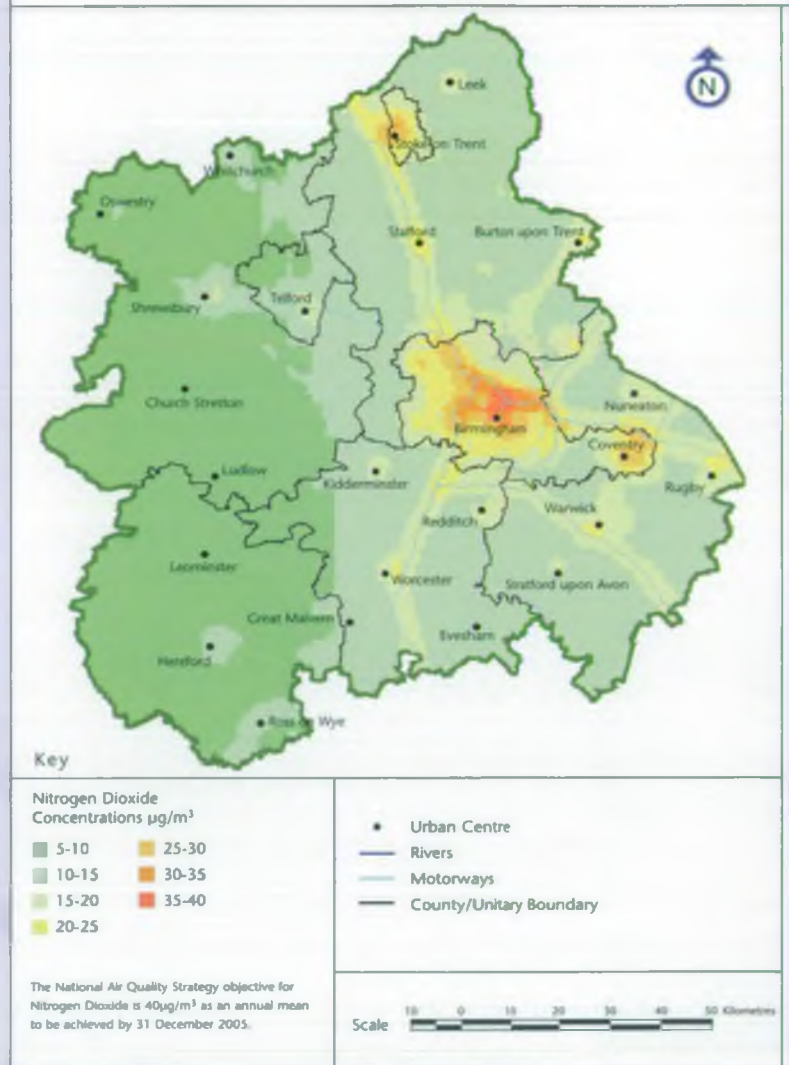 N
Leek
Stoke on Trent
Whitchurch
Oswestry
Stafford
Burton upon Trent
Shrewsbury
Telford
Church Stretton
Nuneaton
Birmingham
Coventry
Ludlow
Kidderminster
Rugby
Redditch
Warwick
Leominster
Worcester
Stratford upon Avon
Great Malvern
Evesham
Hereford
Ross on Wye
Key
Nitrogen Dioxide
Concentrations µg/m³
5-10
10-15
15-20
20-25
25-30
30-35
35-40
Urban Centre
Rivers
Motorways
County/Unitary Boundary
The National Air Quality Strategy objective for
Nitrogen Dioxide is 40µg/m³ as an annual mean
to be achieved by 31 December 2005.
Scale
10 0 10 20 30 40 50 Kilometres